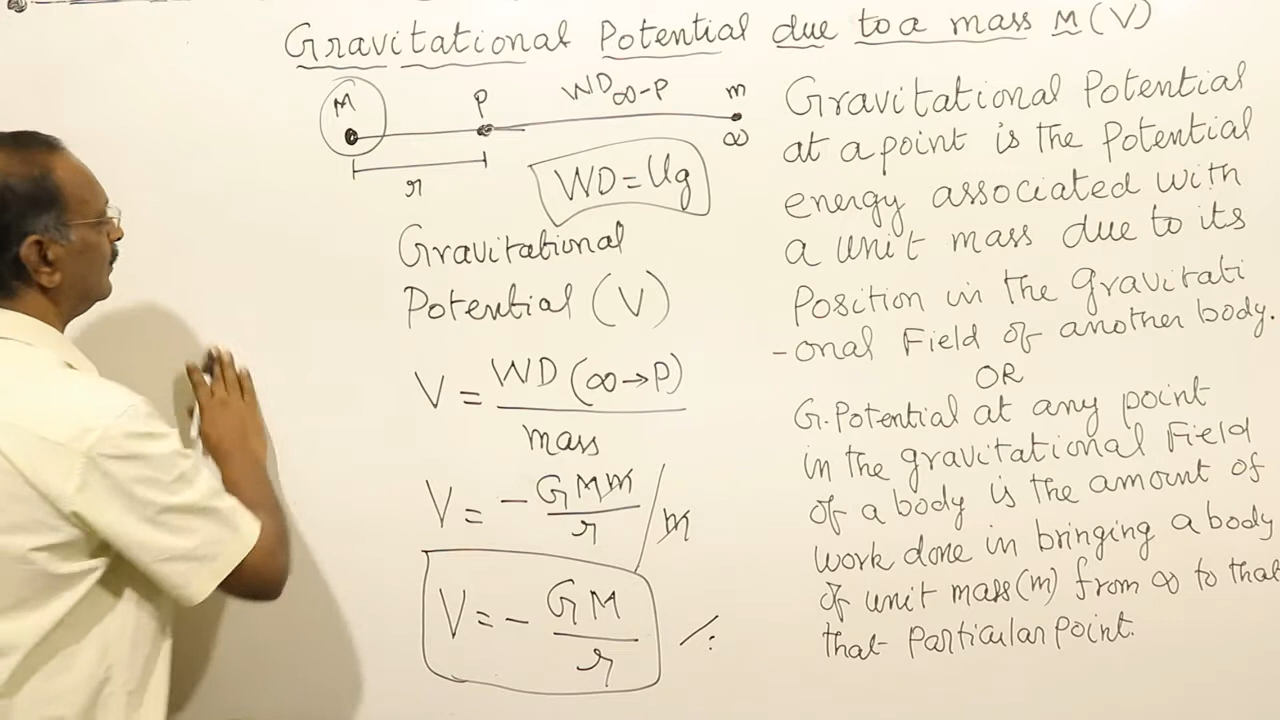 Gravitational Potential due to a mass M (V)
M P WD∞-P m
∞
r
WD = Ug
Gravitational
Potential (V)
V = WD (∞→P)
mass
V = - GMm / m
r
V = - GM
r
Gravitational Potential
at a point is the Potential
energy associated with
a unit mass due to its
Position in the gravitati
- onal Field of another body.
OR
G. Potential at any point
in the gravitational Field
of a body is the amount of
work done in bringing a body
of unit mass (m) from ∞ to that
that particular point.